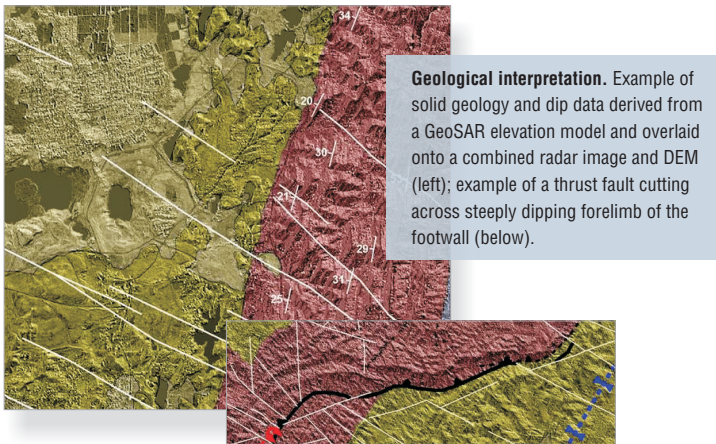 34
20
30
21
29
31
25
Geological interpretation. Example of
solid geology and dip data derived from
a GeoSAR elevation model and overlaid
onto a combined radar image and DEM
(left); example of a thrust fault cutting
across steeply dipping forelimb of the
footwall (below).